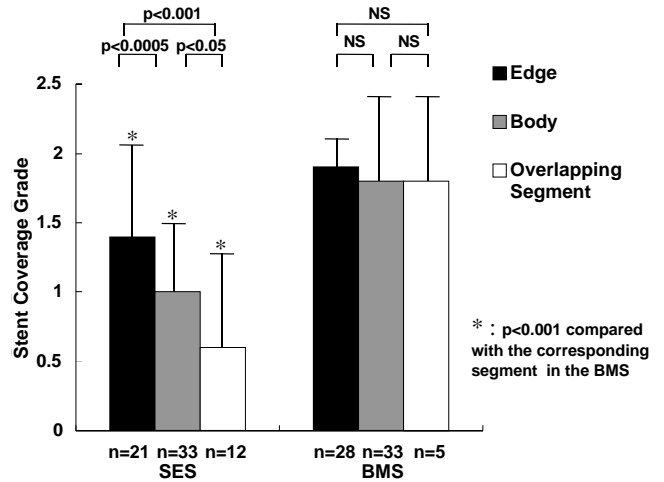 p<0.001
p<0.0005 p<0.05
NS
NS NS
Stent Coverage Grade
2.5
2
1.5
1
0.5
0
* * *
n=21 n=33 n=12
SES
n=28 n=33 n=5
BMS
Edge
Body
Overlapping
Segment
* : p<0.001 compared
with the corresponding
segment in the BMS